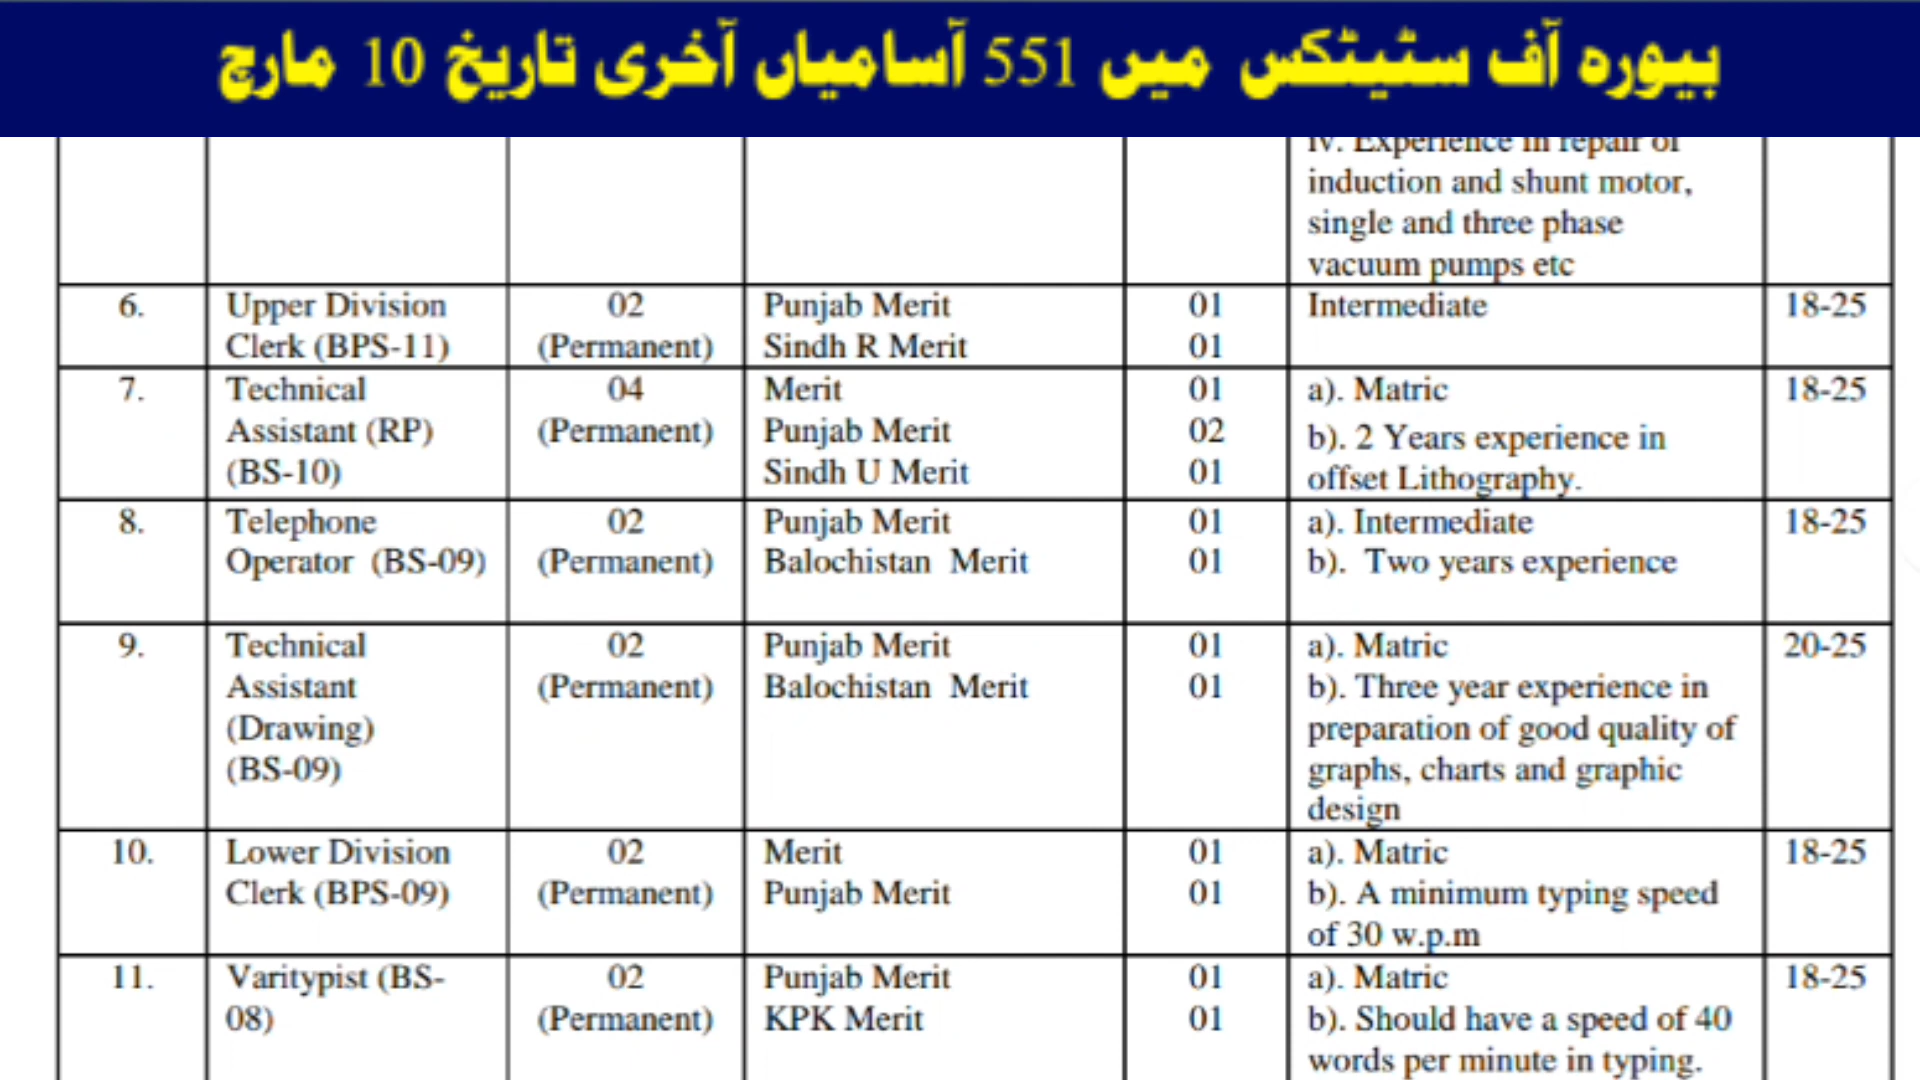 بیورہ آف سٹیٹکس میں 551 آسامیاں آخری تاریخ 10 مارچ
iv. Experience in repair of
induction and shunt motor,
single and three phase
vacuum pumps etc
6. Upper Division 02 Punjab Merit 01 Intermediate 18-25
Clerk (BPS-11) (Permanent) Sindh R Merit 01
7. Technical 04 Merit 01 a). Matric 18-25
Assistant (RP) (Permanent) Punjab Merit 02 b). 2 Years experience in
(BS-10) Sindh U Merit 01 offset Lithography.
8. Telephone 02 Punjab Merit 01 a). Intermediate 18-25
Operator (BS-09) (Permanent) Balochistan Merit 01 b). Two years experience
9. Technical 02 Punjab Merit 01 a). Matric 20-25
Assistant (Permanent) Balochistan Merit 01 b). Three year experience in
(Drawing) preparation of good quality of
(BS-09) graphs, charts and graphic
design
10. Lower Division 02 Merit 01 a). Matric 18-25
Clerk (BPS-09) (Permanent) Punjab Merit 01 b). A minimum typing speed
of 30 w.p.m
11. Varitypist (BS- 02 Punjab Merit 01 a). Matric 18-25
08) (Permanent) KPK Merit 01 b). Should have a speed of 40
words per minute in typing.